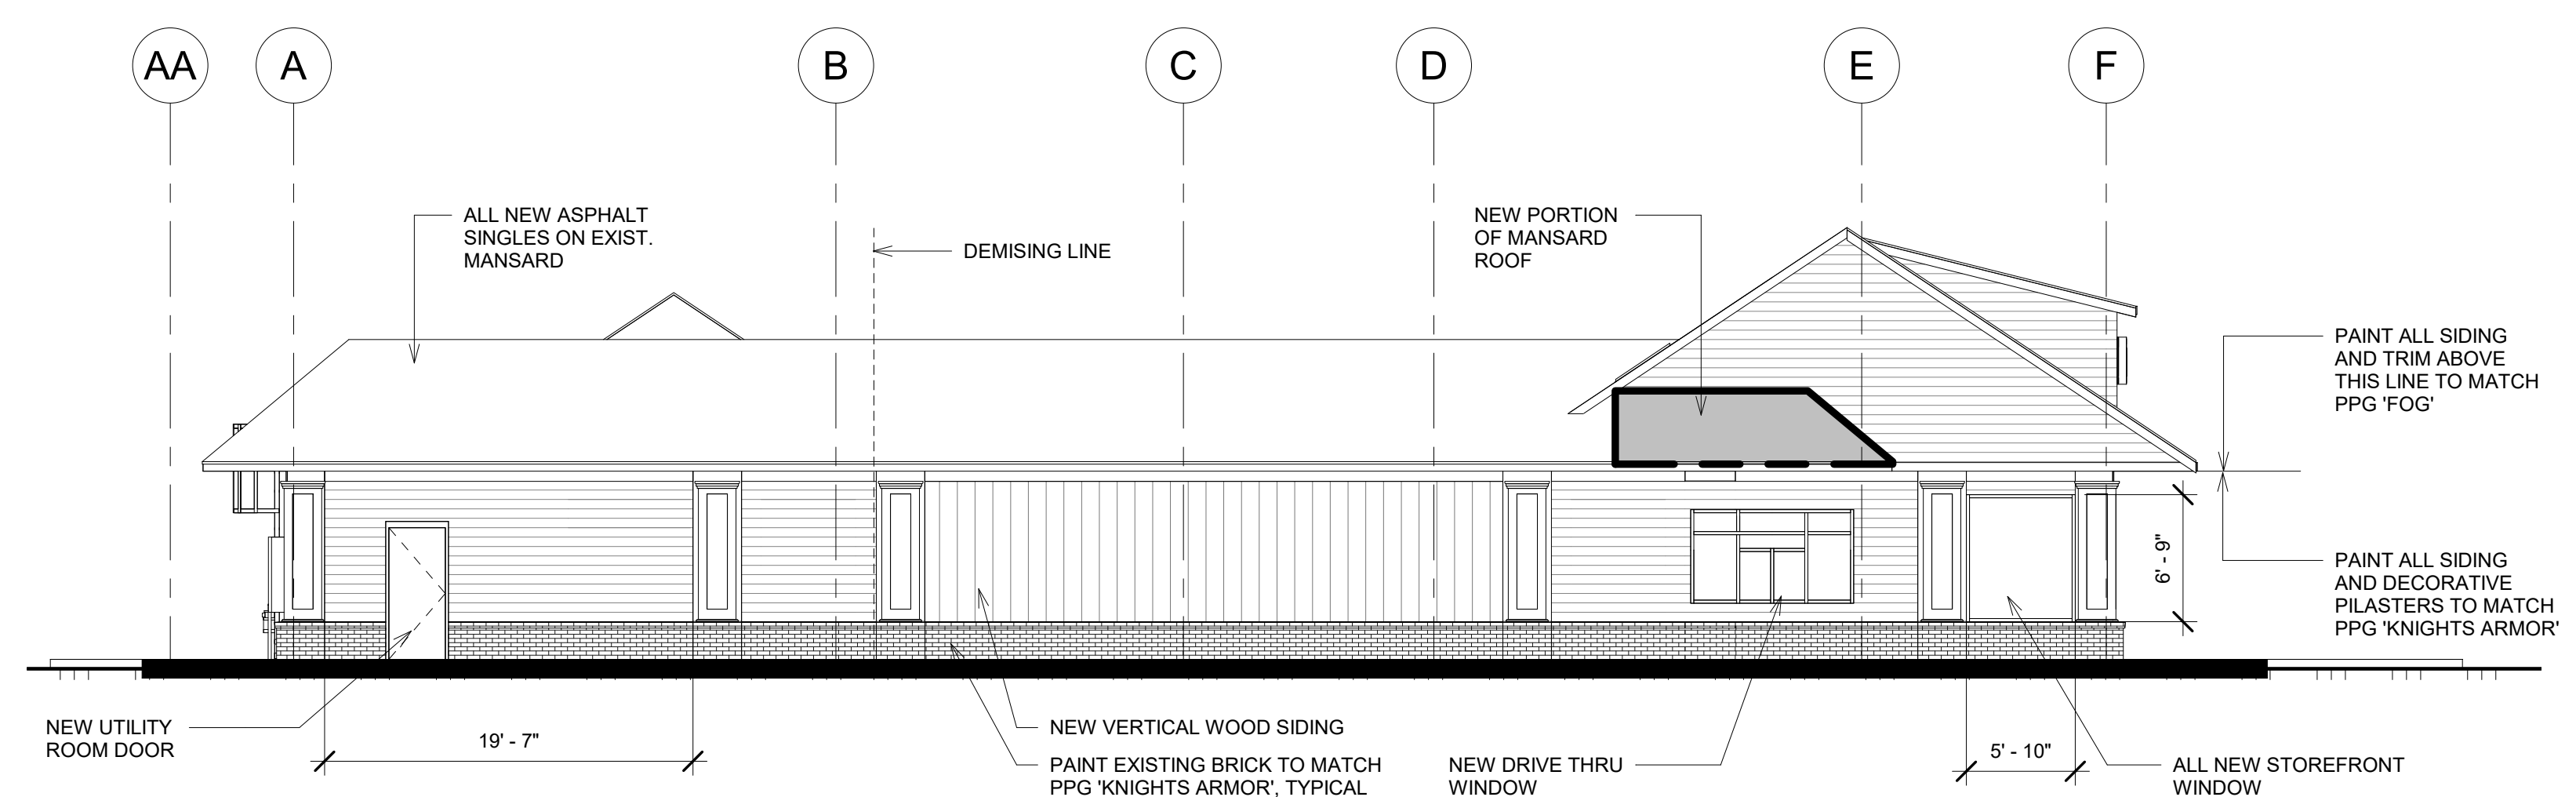 AA
A
B
C
D
E
F
ALL NEW ASPHALT
SINGLES ON EXIST.
MANSARD
DEMISING LINE
NEW PORTION
OF MANSARD
ROOF
PAINT ALL SIDING
AND TRIM ABOVE
THIS LINE TO MATCH
PPG 'FOG'
6' - 9"
PAINT ALL SIDING
AND DECORATIVE
PILASTERS TO MATCH
PPG 'KNIGHTS ARMOR'
NEW UTILITY
ROOM DOOR
19' - 7"
NEW VERTICAL WOOD SIDING
PAINT EXISTING BRICK TO MATCH
PPG 'KNIGHTS ARMOR', TYPICAL
NEW DRIVE THRU
WINDOW
5' - 10"
ALL NEW STOREFRONT
WINDOW